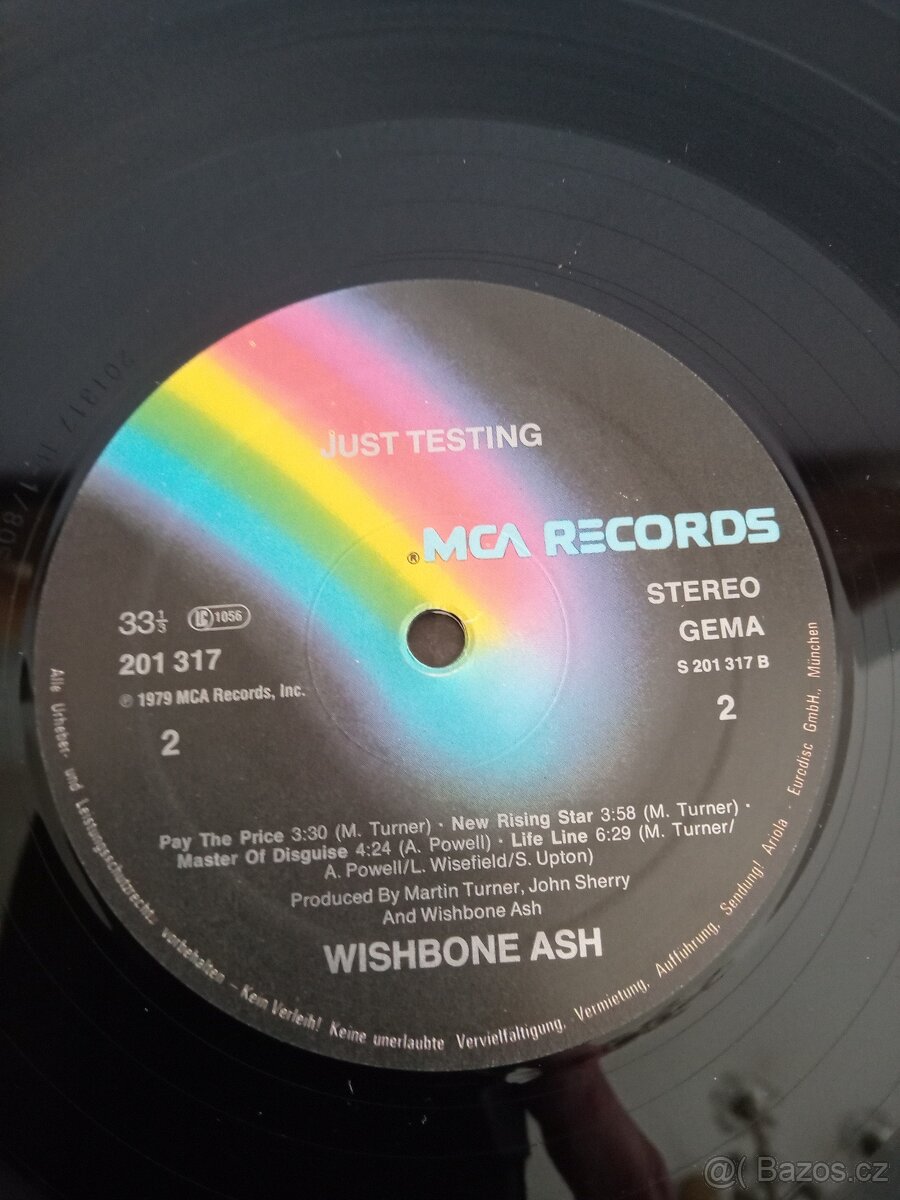 JUST TESTING
® MCA RECORDS
STEREO
GEMA
S 201 317 B
2
33⅓ LC 1056
201 317
℗ 1979 MCA Records, Inc.
2
Pay The Price 3:30 (M. Turner) · New Rising Star 3:58 (M. Turner) ·
Master Of Disguise 4:24 (A. Powell) · Life Line 6:29 (M. Turner/
A. Powell/L. Wisefield/S. Upton)
Produced By Martin Turner, John Sherry
And Wishbone Ash
WISHBONE ASH
Alle Urheber- und Leistungsschutzrechte vorbehalten – Kein Verleih! Keine unerlaubte Vervielfältigung, Vermietung, Aufführung, Sendung! Ariola - Eurodisc GmbH., München
@( Bazos.cz